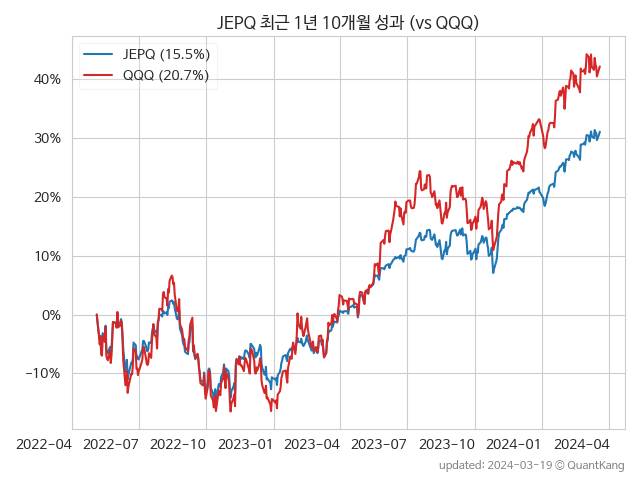 JEPQ 최근 1년 10개월 성과 (vs QQQ)
JEPQ (15.5%)
QQQ (20.7%)
40%
30%
20%
10%
0%
−10%
2022-04 2022-07 2022-10 2023-01 2023-04 2023-07 2023-10 2024-01 2024-04
updated: 2024-03-19 © QuantKang